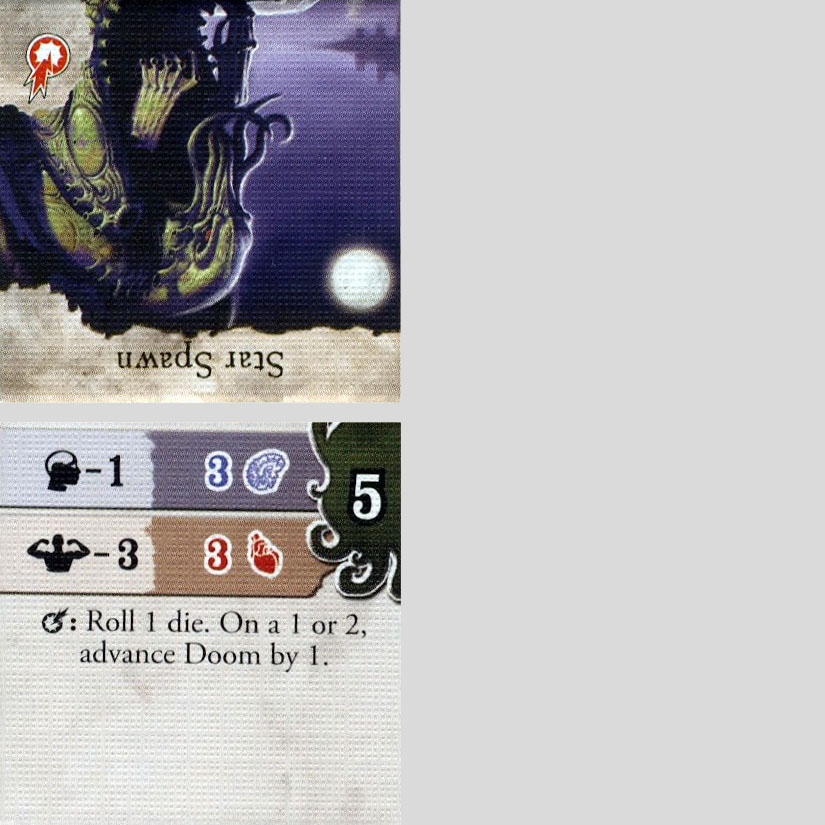 Star Spawn
-1 3 5
-3 3
: Roll 1 die. On a 1 or 2,
advance Doom by 1.